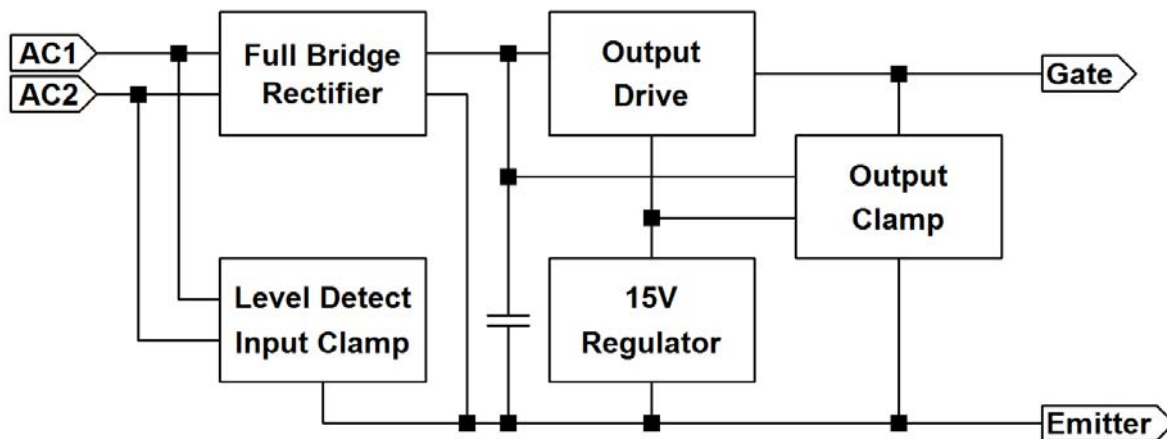 AC1
AC2
Full Bridge
Rectifier
Output
Drive
Gate
Output
Clamp
Level Detect
Input Clamp
15V
Regulator
Emitter